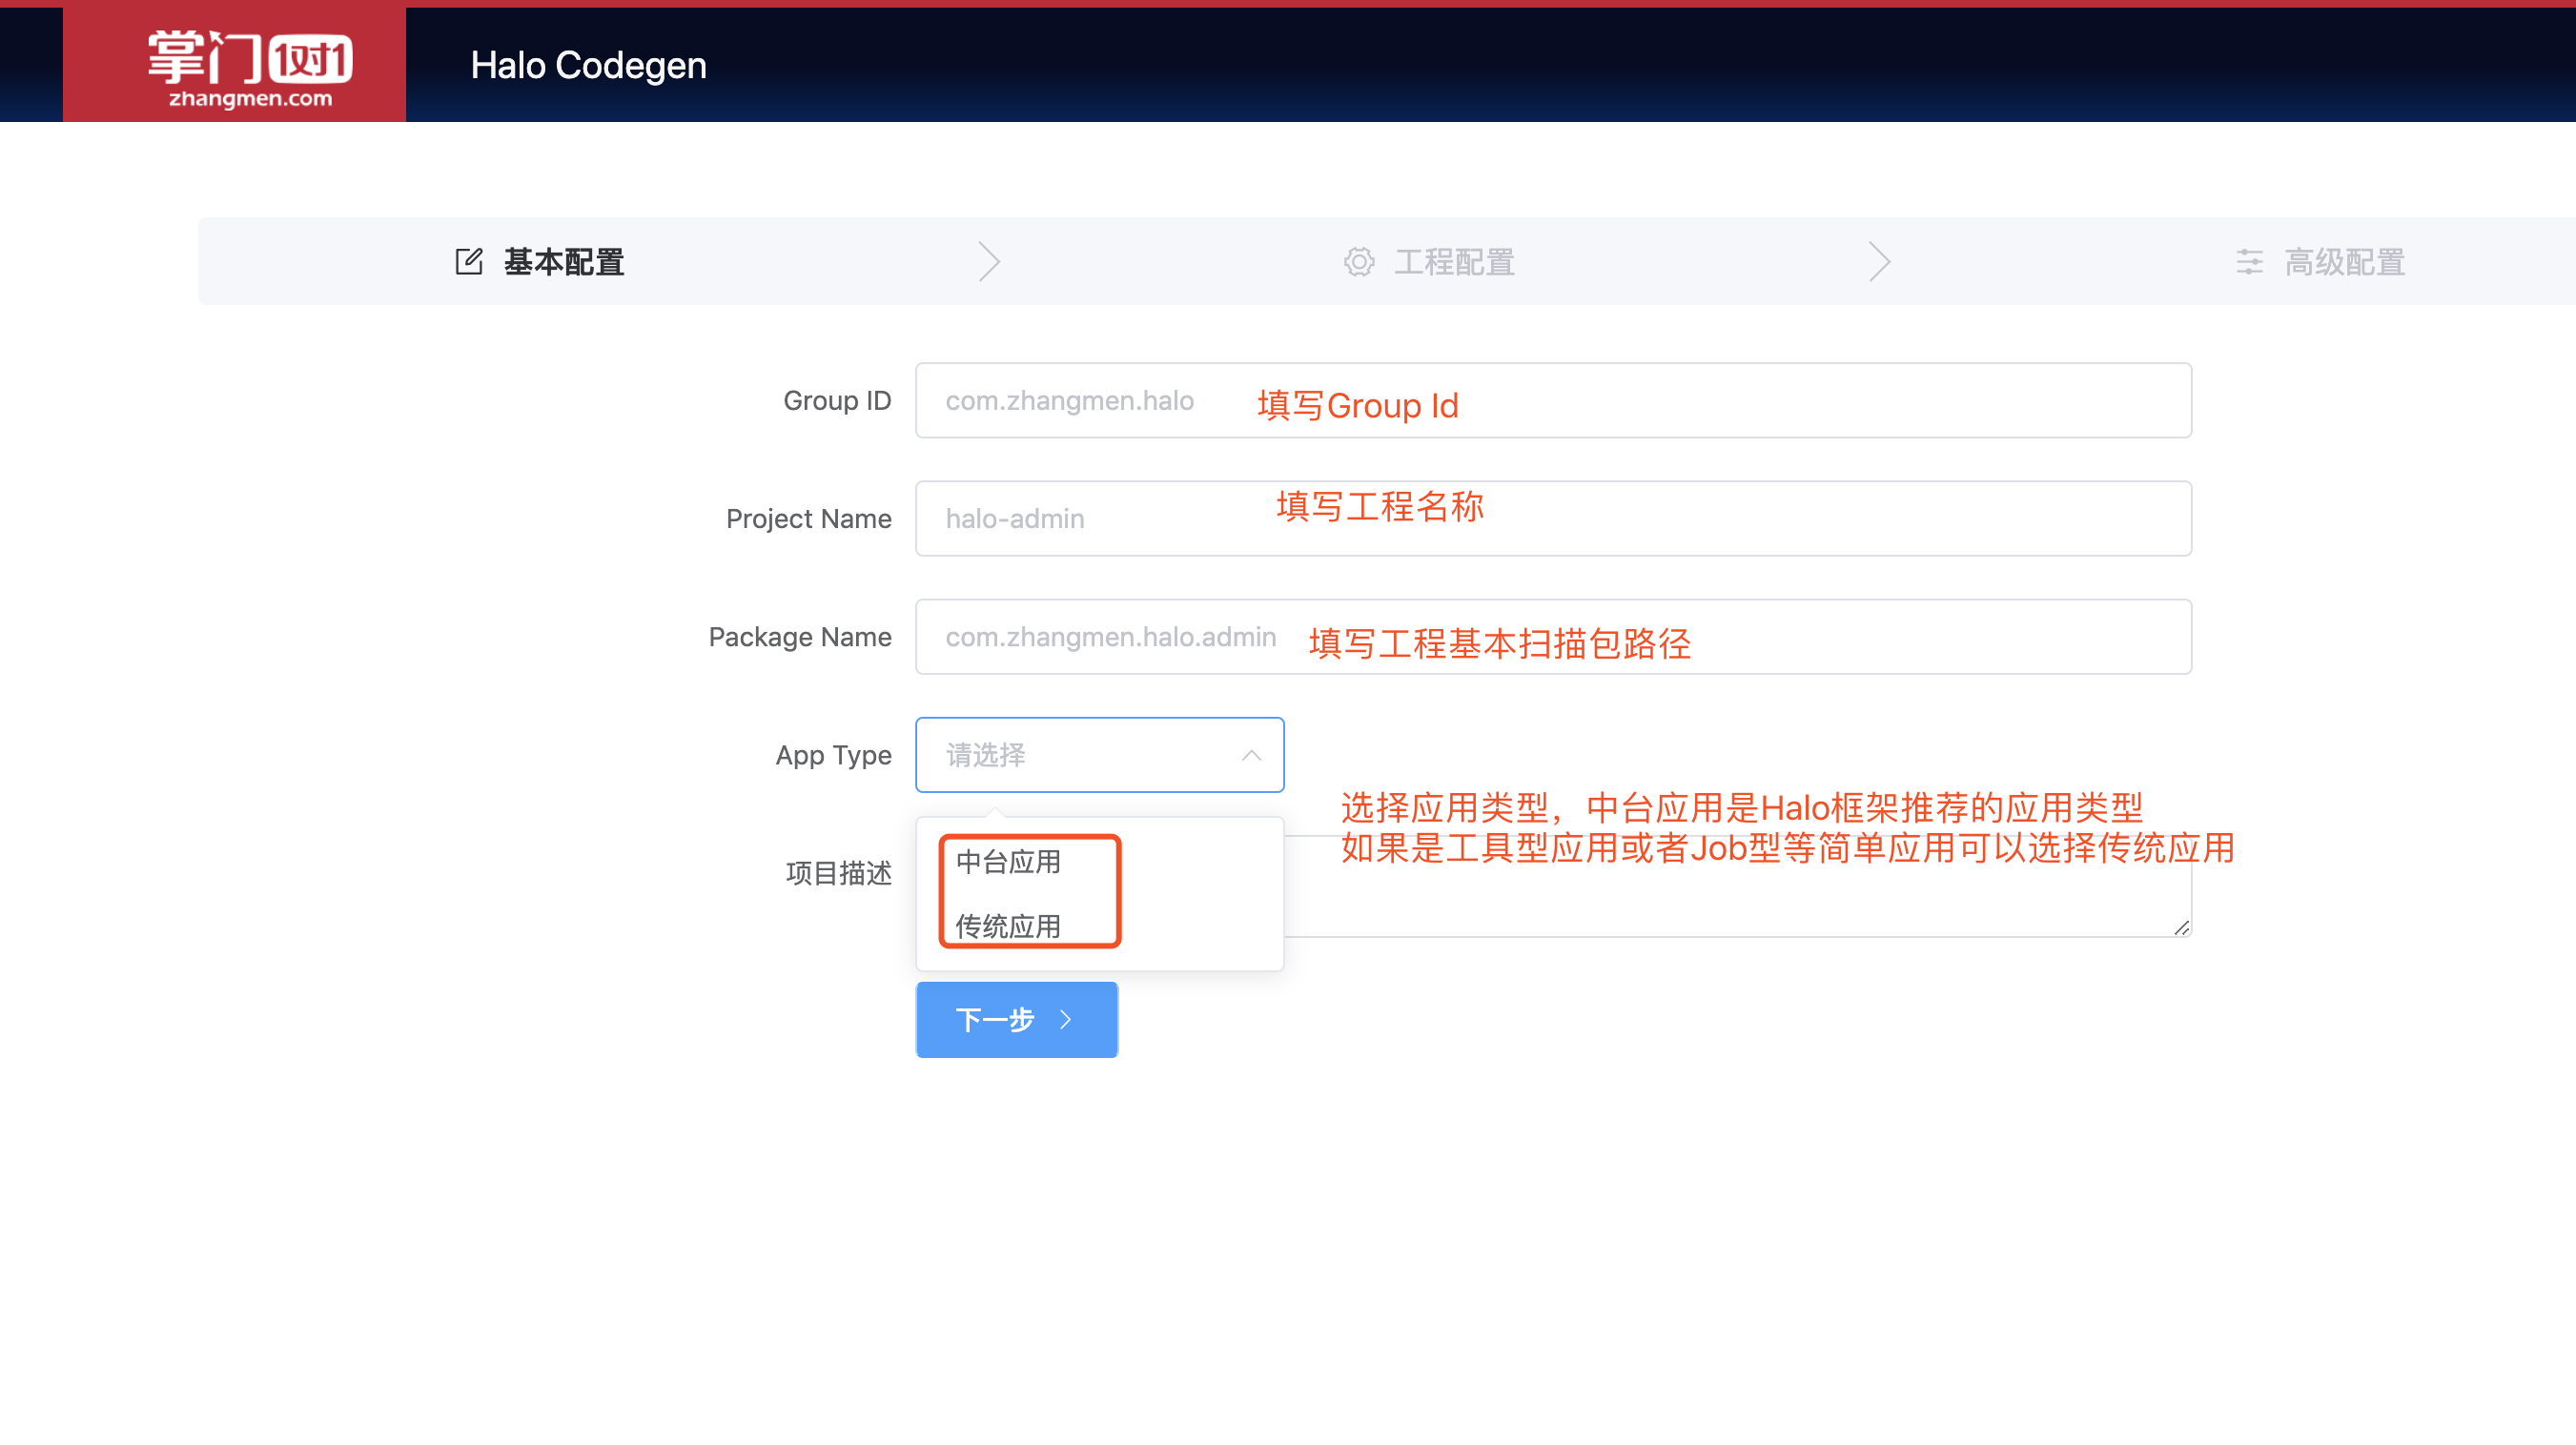 掌门1对1
zhangmen.com
Halo Codegen
基本配置
工程配置
高级配置
Group ID
com.zhangmen.halo
填写Group Id
Project Name
halo-admin
填写工程名称
Package Name
com.zhangmen.halo.admin
填写工程基本扫描包路径
App Type
请选择
选择应用类型，中台应用是Halo框架推荐的应用类型
如果是工具型应用或者Job型等简单应用可以选择传统应用
项目描述
中台应用
传统应用
下一步